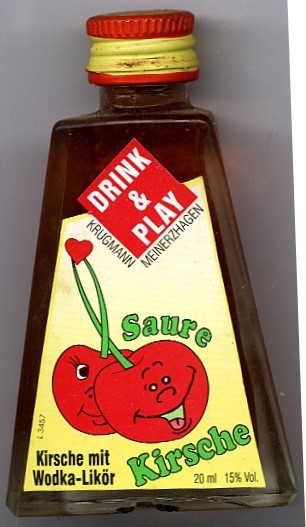 DRINK
&
PLAY
KRUGMANN
MEINERZHAGEN
Saure
Kirsche
L 3457
Kirsche mit
Wodka-Likör
20 ml 15% Vol.